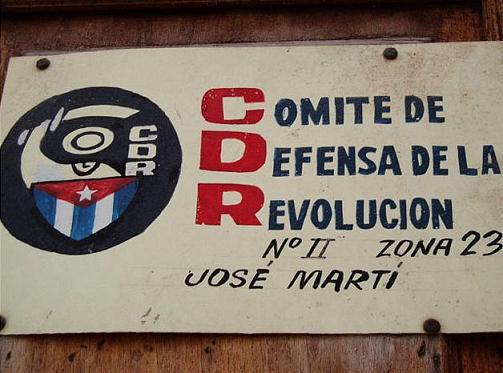 CDR
COMITE DE
DEFENSA DE LA
REVOLUCION
Nº II ZONA 23
JOSÉ MARTÍ